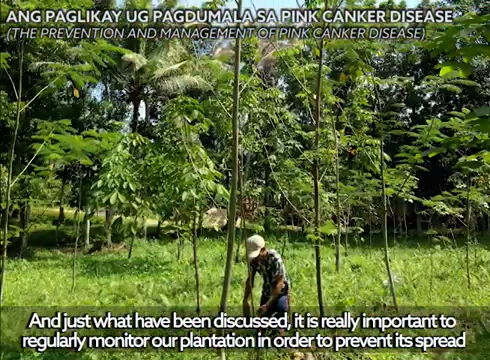 ANG PAGLIKAY UG PAGDUMALA SA PINK CANKER DISEASE
(THE PREVENTION AND MANAGEMENT OF PINK CANKER DISEASE)
And just what have been discussed, it is really important to
regularly monitor our plantation in order to prevent its spread